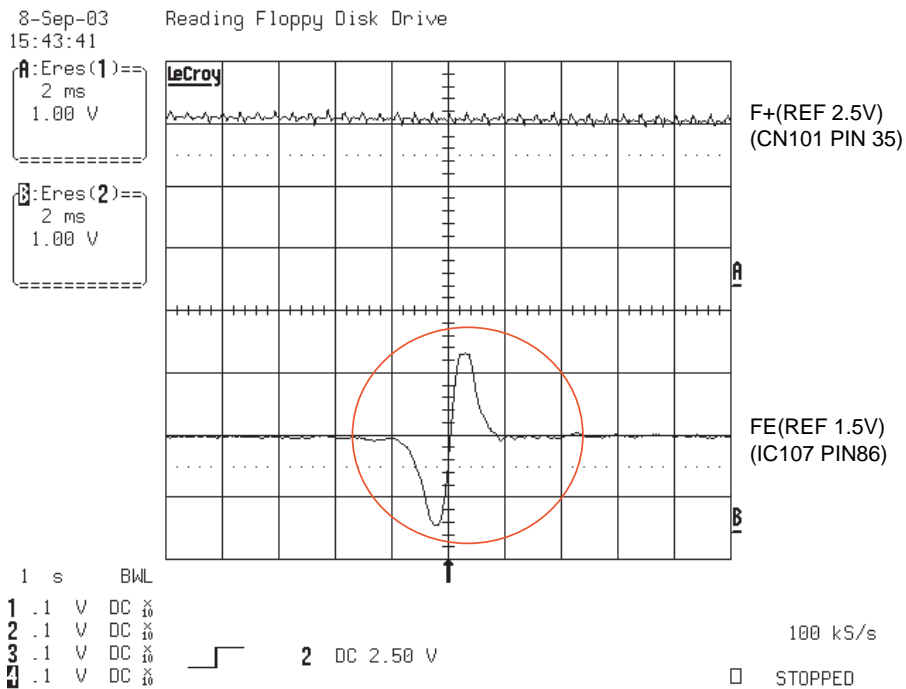 8-Sep-03
15:43:41
Reading Floppy Disk Drive
A:Eres(1)==
2 ms
1.00 V
B:Eres(2)==
2 ms
1.00 V
LeCroy
F+(REF 2.5V)
(CN101 PIN 35)
A
FE(REF 1.5V)
(IC107 PIN86)
B
1 s BWL
1 .1 V DC X10
2 .1 V DC X10
3 .1 V DC X10
4 .1 V DC X10
2 DC 2.50 V
100 kS/s
STOPPED